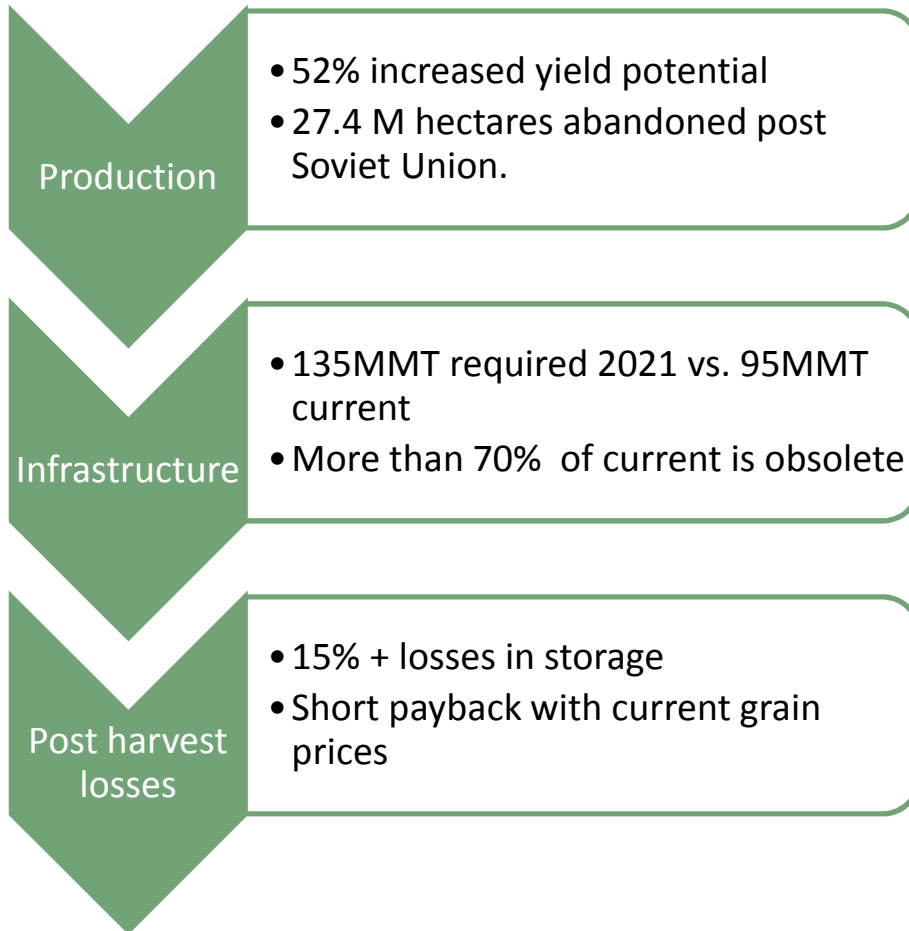 Production
• 52% increased yield potential
• 27.4 M hectares abandoned post
Soviet Union.
Infrastructure
• 135MMT required 2021 vs. 95MMT
current
• More than 70% of current is obsolete
Post harvest
losses
• 15% + losses in storage
• Short payback with current grain
prices